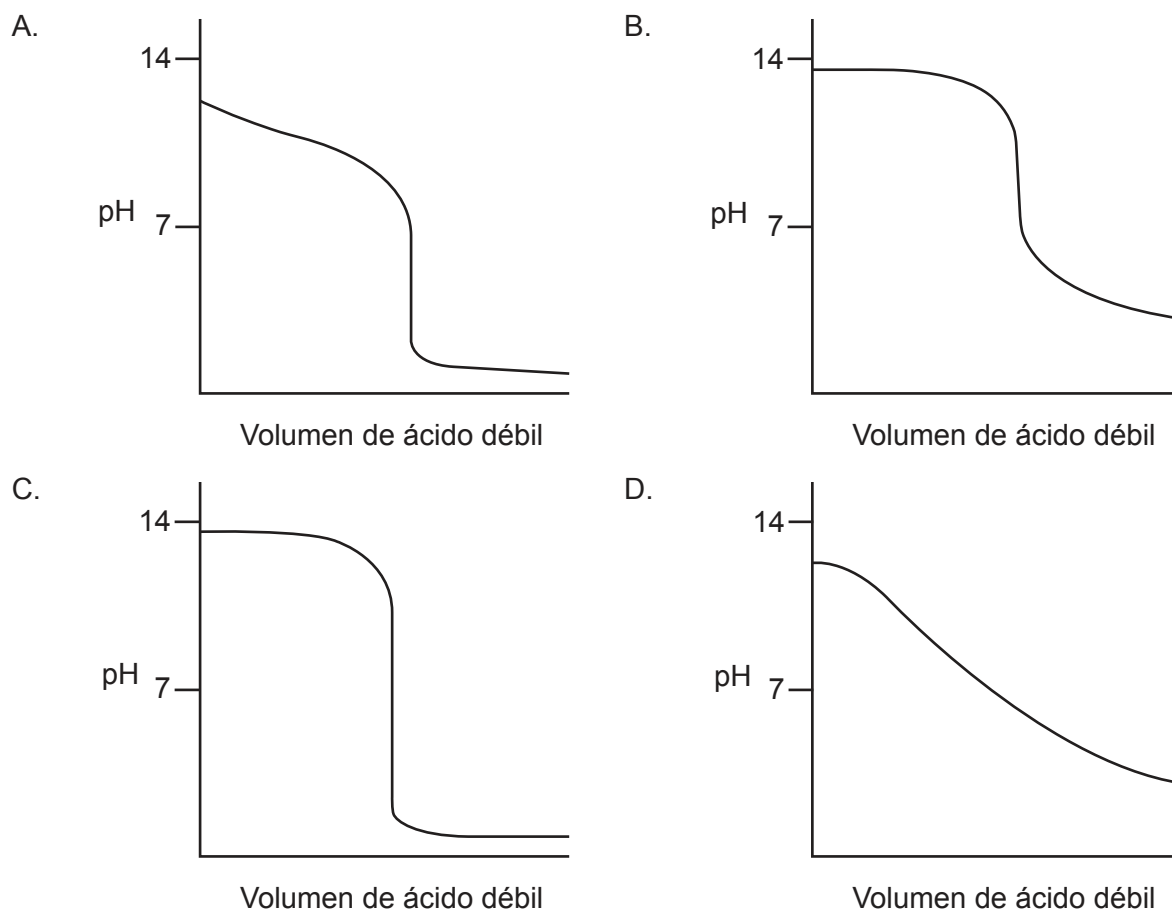 A.
14
pH 7
Volumen de ácido débil
B.
14
pH 7
Volumen de ácido débil
C.
14
pH 7
Volumen de ácido débil
D.
14
pH 7
Volumen de ácido débil